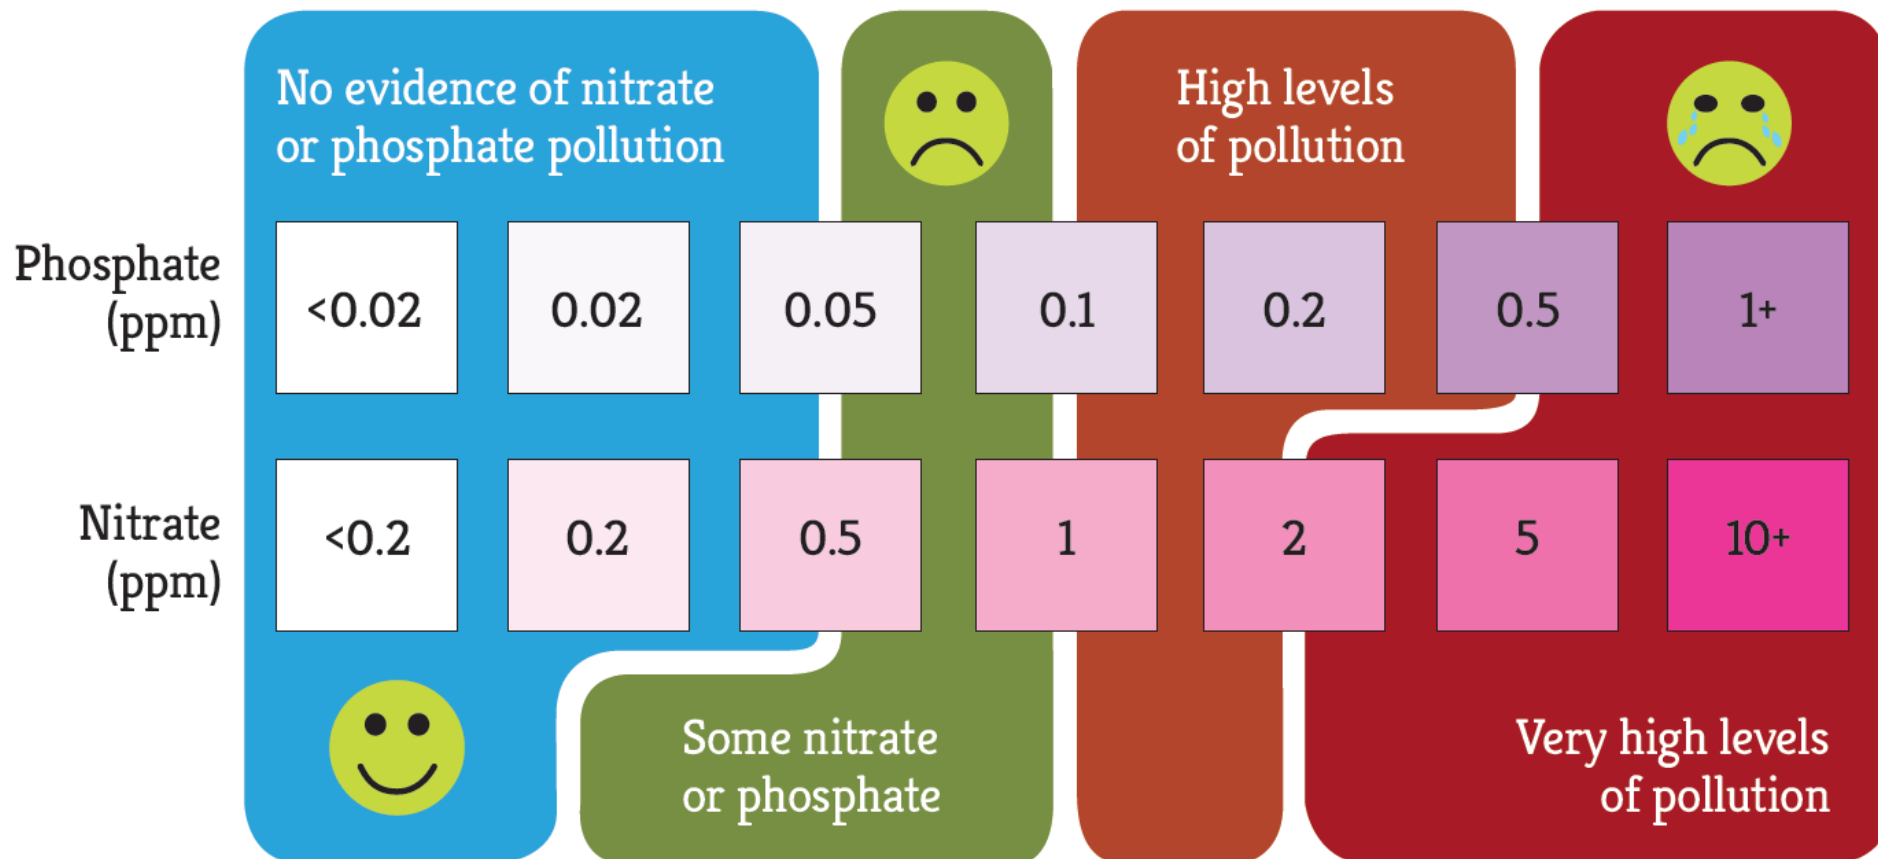 No evidence of nitrate
or phosphate pollution
High levels
of pollution
Phosphate
(ppm)
<0.02
0.02
0.05
0.1
0.2
0.5
1+
Nitrate
(ppm)
<0.2
0.2
0.5
1
2
5
10+
Some nitrate
or phosphate
Very high levels
of pollution